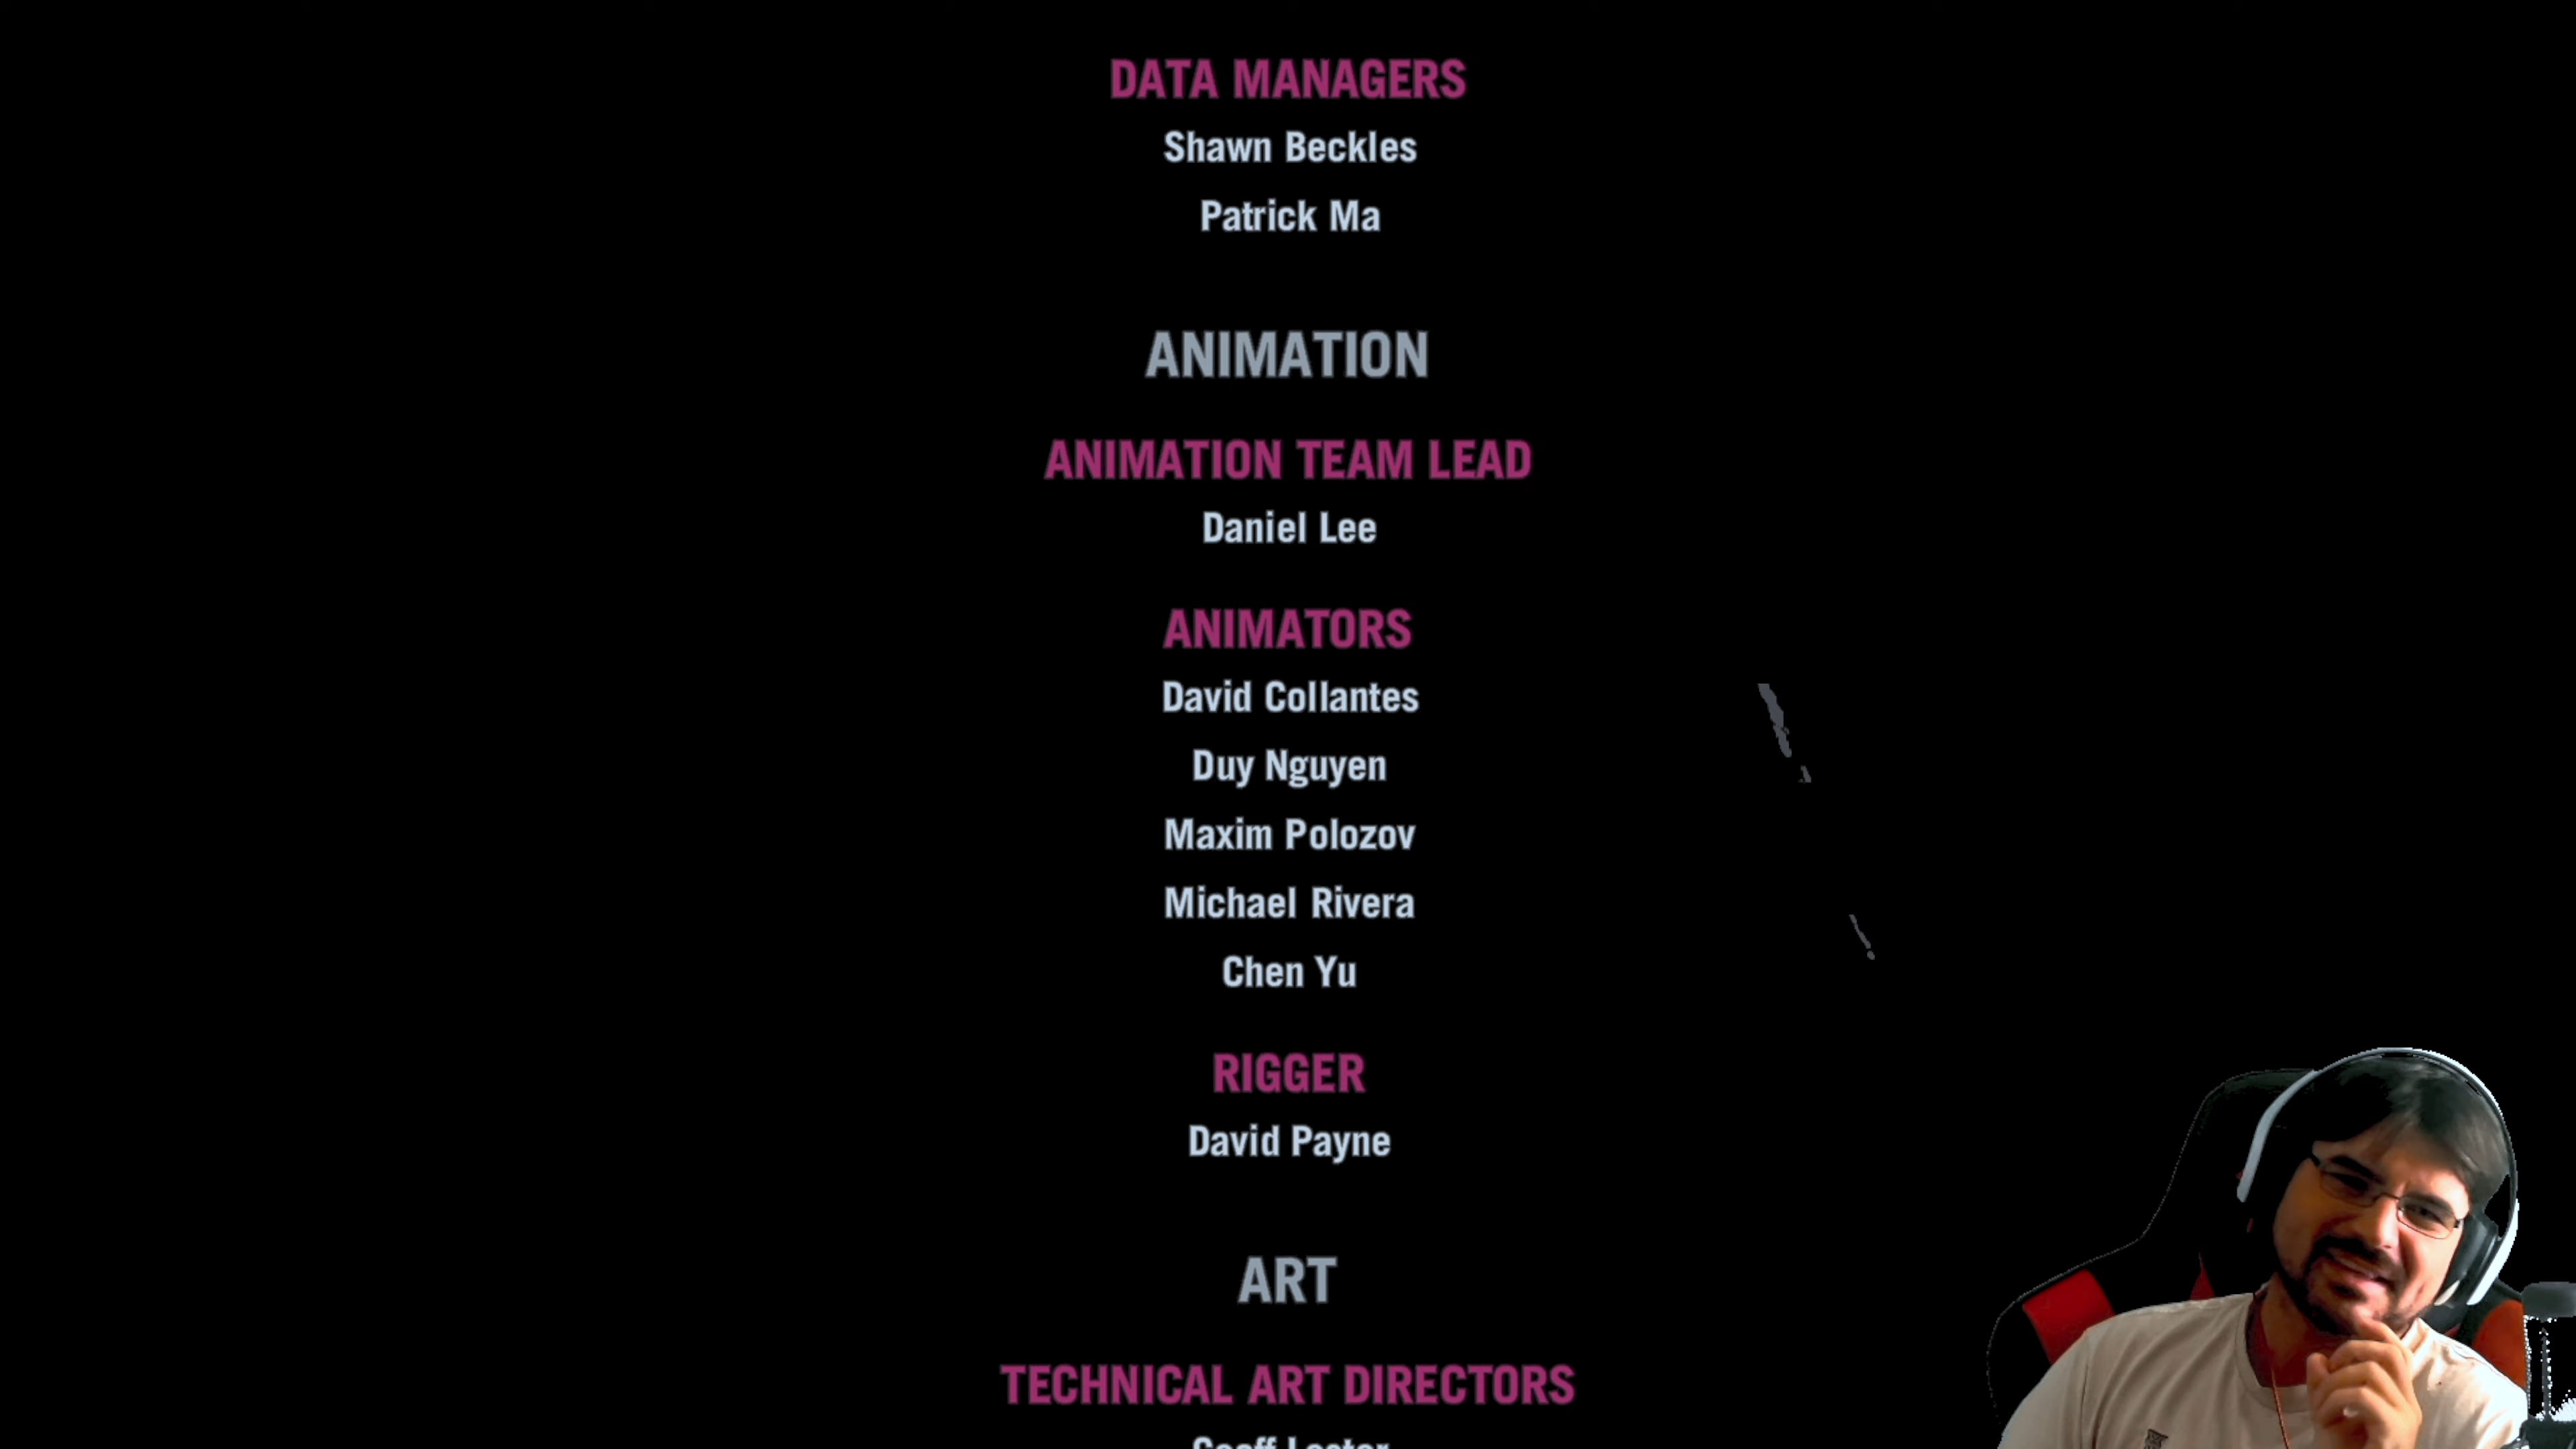 DATA MANAGERS
Shawn Beckles
Patrick Ma
ANIMATION
ANIMATION TEAM LEAD
Daniel Lee
ANIMATORS
David Collantes
Duy Nguyen
Maxim Polozov
Michael Rivera
Chen Yu
RIGGER
David Payne
ART
TECHNICAL ART DIRECTORS